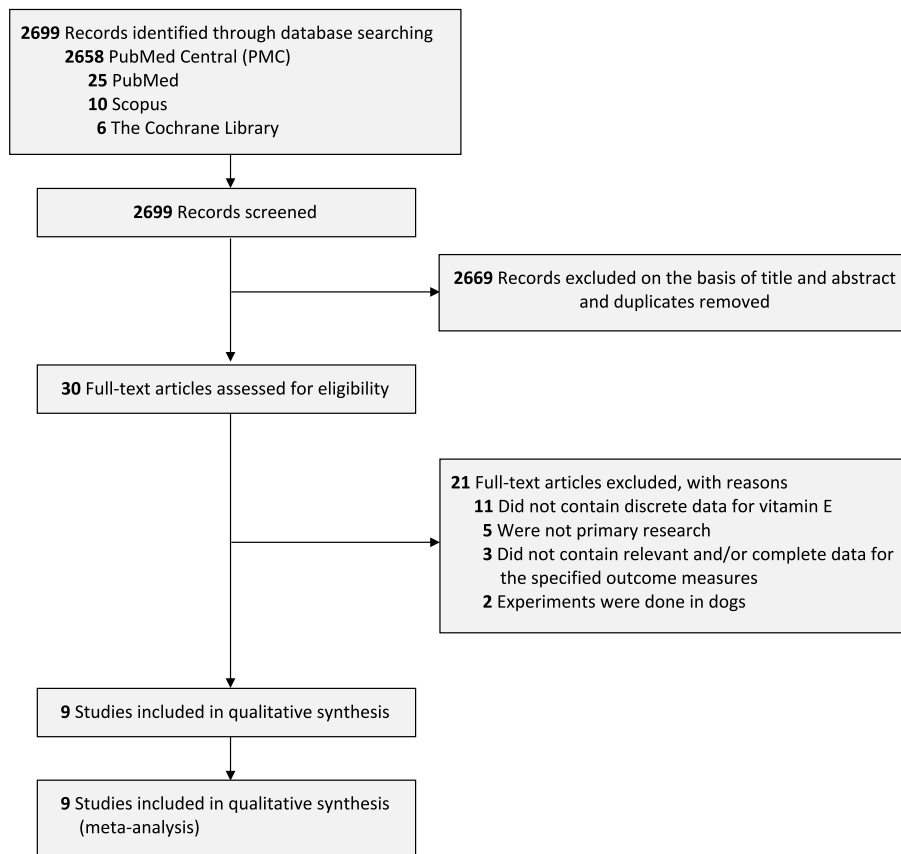 2699 Records identified through database searching
2658 PubMed Central (PMC)
25 PubMed
10 Scopus
6 The Cochrane Library
2699 Records screened
2669 Records excluded on the basis of title and abstract
and duplicates removed
30 Full-text articles assessed for eligibility
21 Full-text articles excluded, with reasons
11 Did not contain discrete data for vitamin E
5 Were not primary research
3 Did not contain relevant and/or complete data for
the specified outcome measures
2 Experiments were done in dogs
9 Studies included in qualitative synthesis
9 Studies included in qualitative synthesis
(meta-analysis)